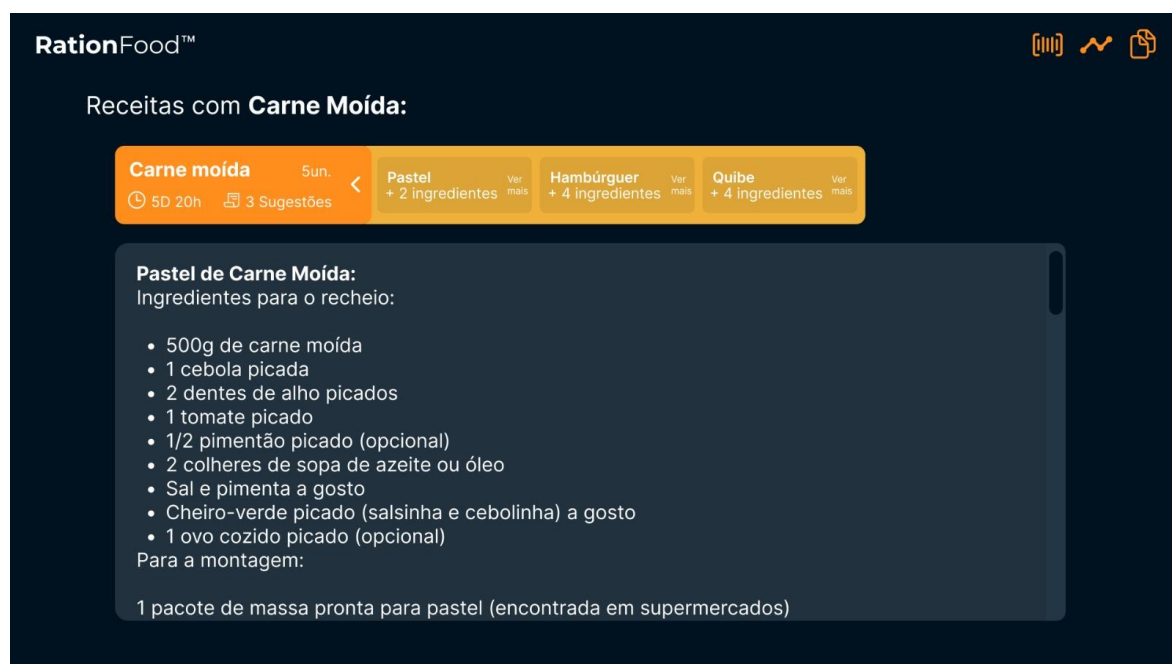 RationFood™
Receitas com Carne Moída:
Carne moída 5un.
5D 20h 3 Sugestões
Pastel Ver
+ 2 ingredientes mais
Hambúrguer Ver
+ 4 ingredientes mais
Quibe Ver
+ 4 ingredientes mais
Pastel de Carne Moída:
Ingredientes para o recheio:
• 500g de carne moída
• 1 cebola picada
• 2 dentes de alho picados
• 1 tomate picado
• 1/2 pimentão picado (opcional)
• 2 colheres de sopa de azeite ou óleo
• Sal e pimenta a gosto
• Cheiro-verde picado (salsinha e cebolinha) a gosto
• 1 ovo cozido picado (opcional)
Para a montagem:
1 pacote de massa pronta para pastel (encontrada em supermercados)